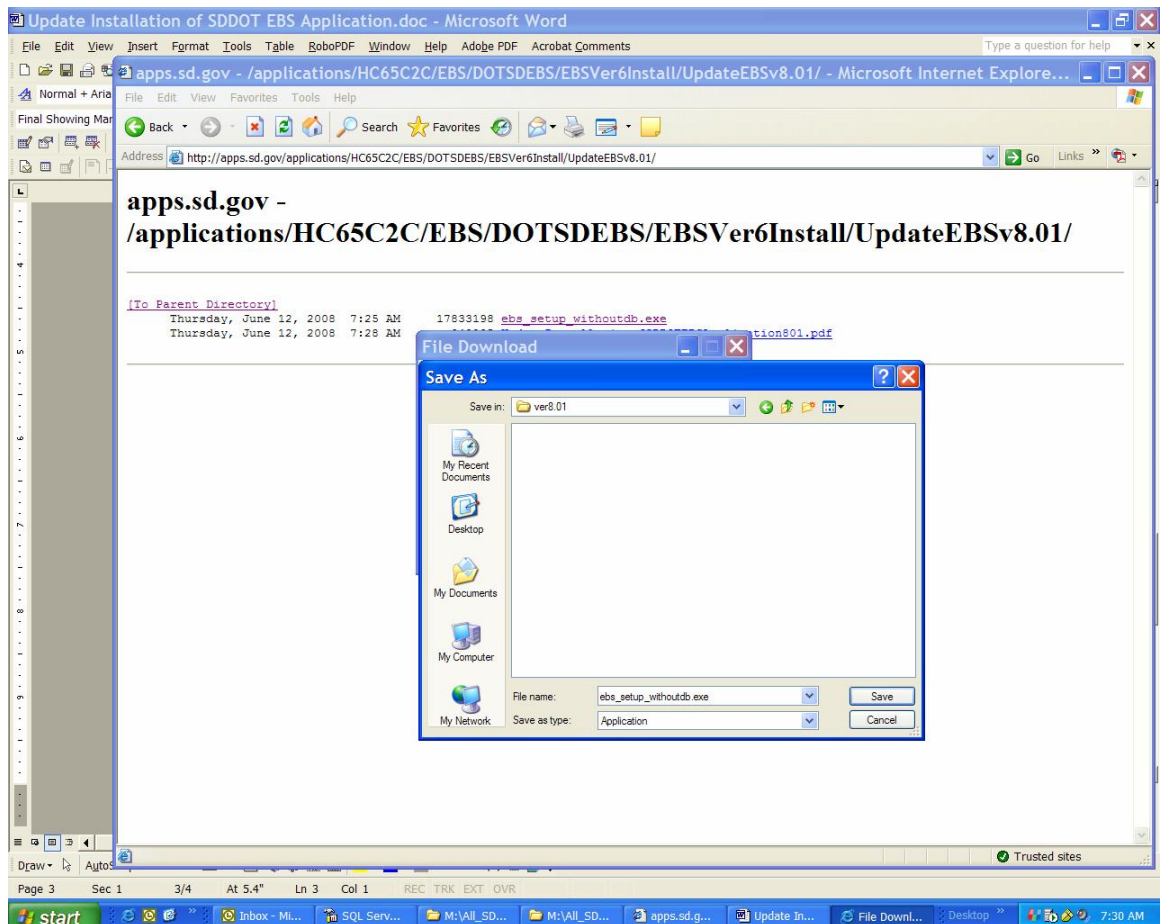 Update Installation of SDDOT EBS Application.doc - Microsoft Word
File Edit View Insert Format Tools Table RoboPDF Window Help Adobe PDF Acrobat Comments
Type a question for help
Normal + Aria
Final Showing Mar
apps.sd.gov - /applications/HC65C2C/EBS/DOTSDEBS/EBSVer6Install/UpdateEBSv8.01/ - Microsoft Internet Explore...
File Edit View Favorites Tools Help
Back Search Favorites
Address http://apps.sd.gov/applications/HC65C2C/EBS/DOTSDEBS/EBSVer6Install/UpdateEBSv8.01/ Go Links »
apps.sd.gov -
/applications/HC65C2C/EBS/DOTSDEBS/EBSVer6Install/UpdateEBSv8.01/
[To Parent Directory]
Thursday, June 12, 2008 7:25 AM 17833198 ebs_setup_withoutdb.exe
Thursday, June 12, 2008 7:28 AM
File Download
Save As
Save in: ver8.01
My Recent
Documents
Desktop
My Documents
My Computer
My Network
File name: ebs_setup_withoutdb.exe Save
Save as type: Application Cancel
Trusted sites
Draw
Page 3 Sec 1 3/4 At 5.4" Ln 3 Col 1 REC TRK EXT OVR
start Inbox - Mi... SQL Serv... M:\All_SD... M:\All_SD... apps.sd.g... Update In... File Downl... Desktop » 7:30 AM